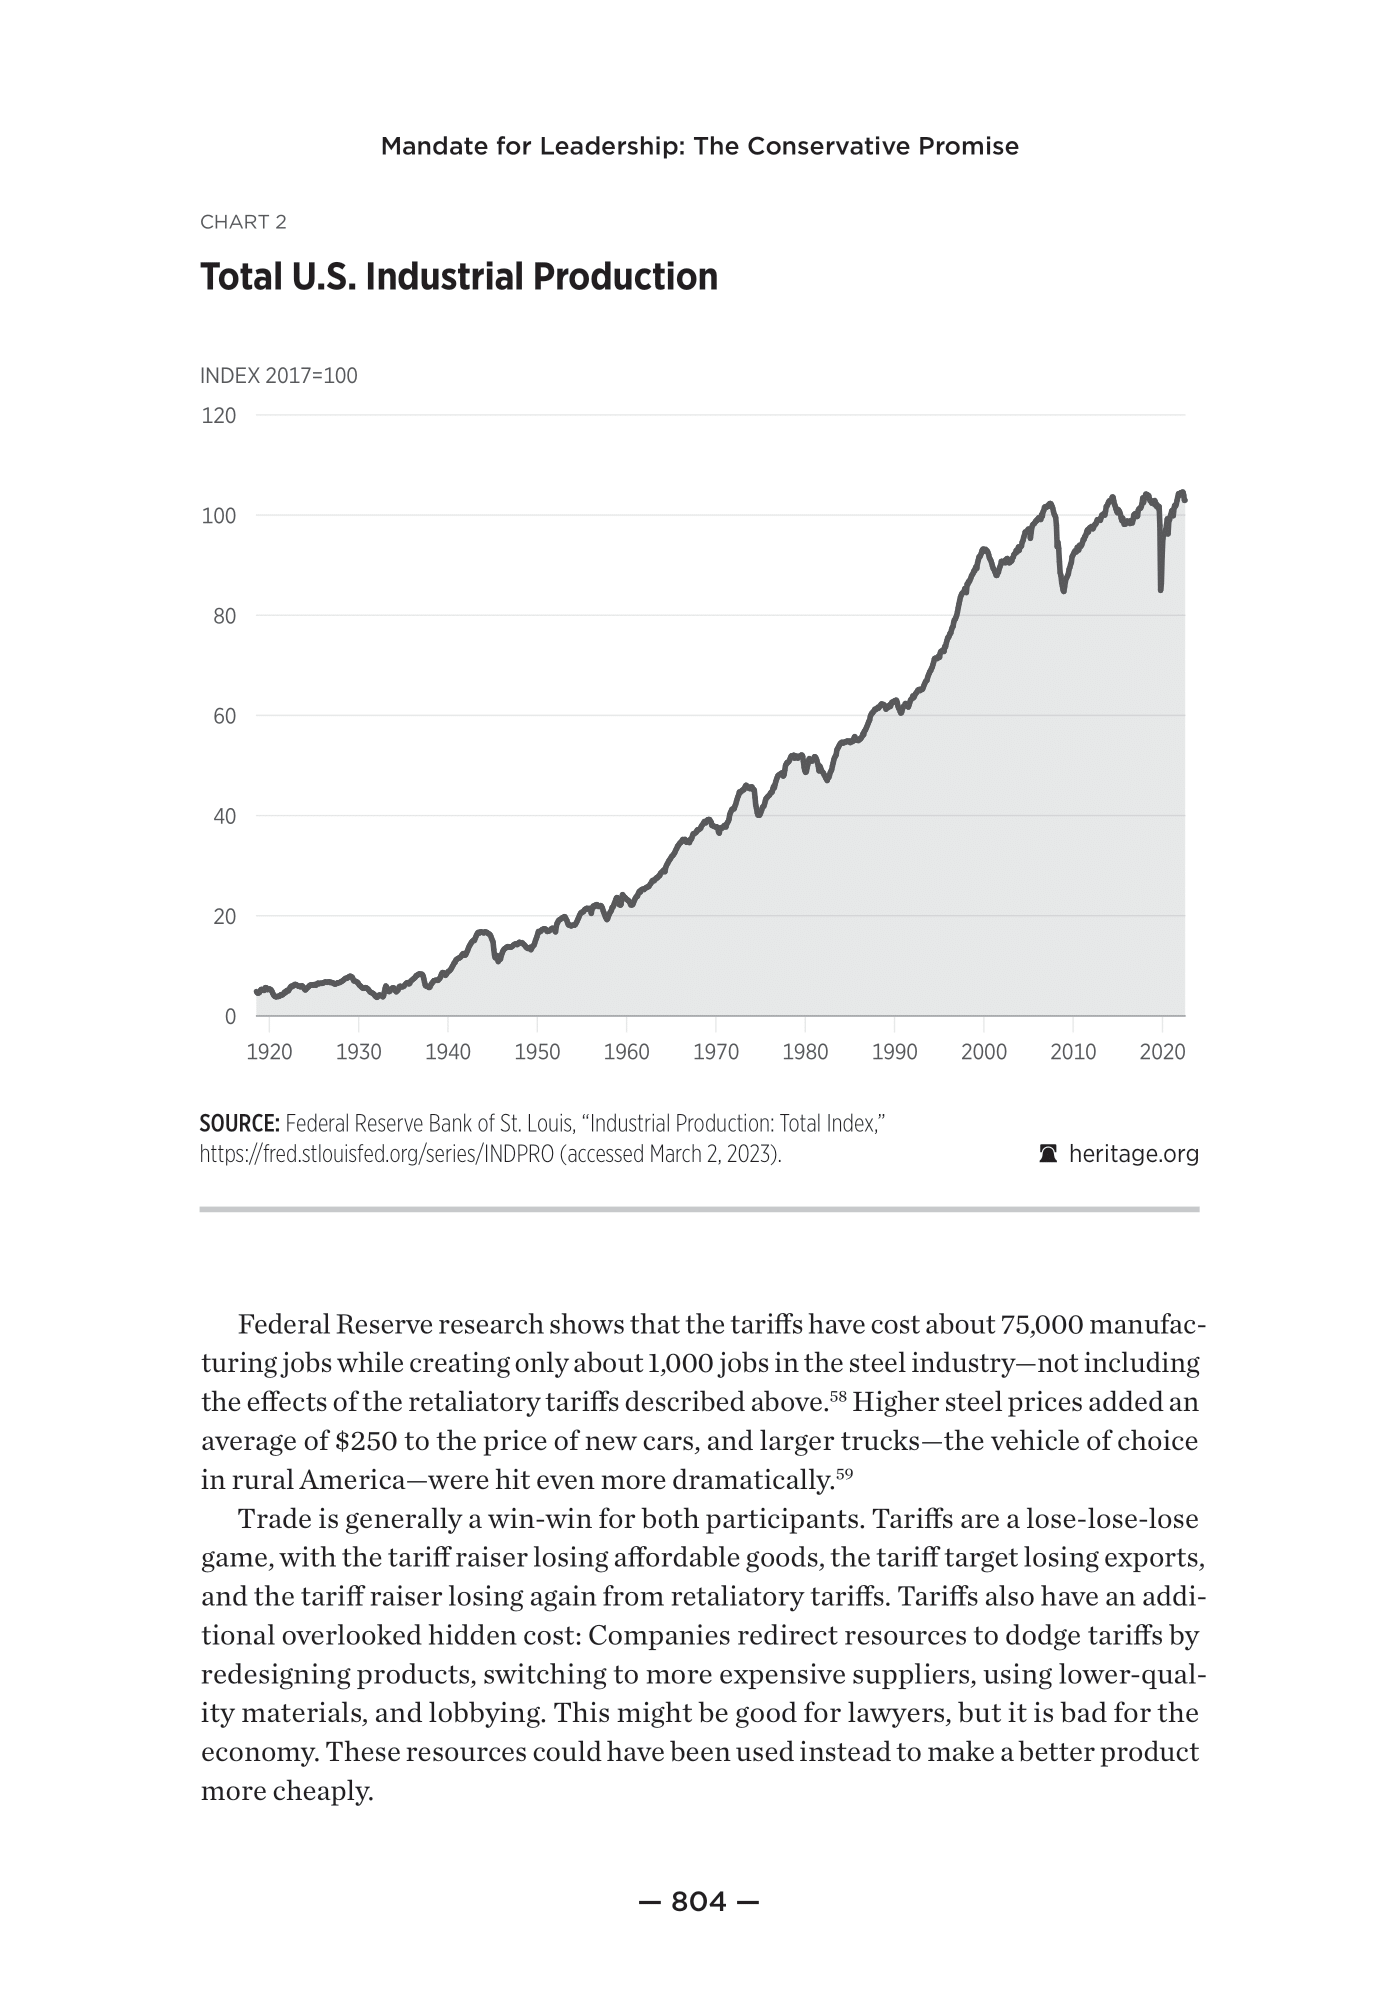 Mandate for Leadership: The Conservative Promise
CHART 2
Total U.S. Industrial Production
INDEX 2017=100
120
100
80
60
40
20
0
1920 1930 1940 1950 1960 1970 1980 1990 2000 2010 2020
SOURCE: Federal Reserve Bank of St. Louis, “Industrial Production: Total Index,”
https://fred.stlouisfed.org/series/INDPRO (accessed March 2, 2023).
heritage.org
Federal Reserve research shows that the tariffs have cost about 75,000 manufac-
turing jobs while creating only about 1,000 jobs in the steel industry—not including
the effects of the retaliatory tariffs described above.58 Higher steel prices added an
average of $250 to the price of new cars, and larger trucks—the vehicle of choice
in rural America—were hit even more dramatically.59
Trade is generally a win-win for both participants. Tariffs are a lose-lose-lose
game, with the tariff raiser losing affordable goods, the tariff target losing exports,
and the tariff raiser losing again from retaliatory tariffs. Tariffs also have an addi-
tional overlooked hidden cost: Companies redirect resources to dodge tariffs by
redesigning products, switching to more expensive suppliers, using lower-qual-
ity materials, and lobbying. This might be good for lawyers, but it is bad for the
economy. These resources could have been used instead to make a better product
more cheaply.
— 804 —